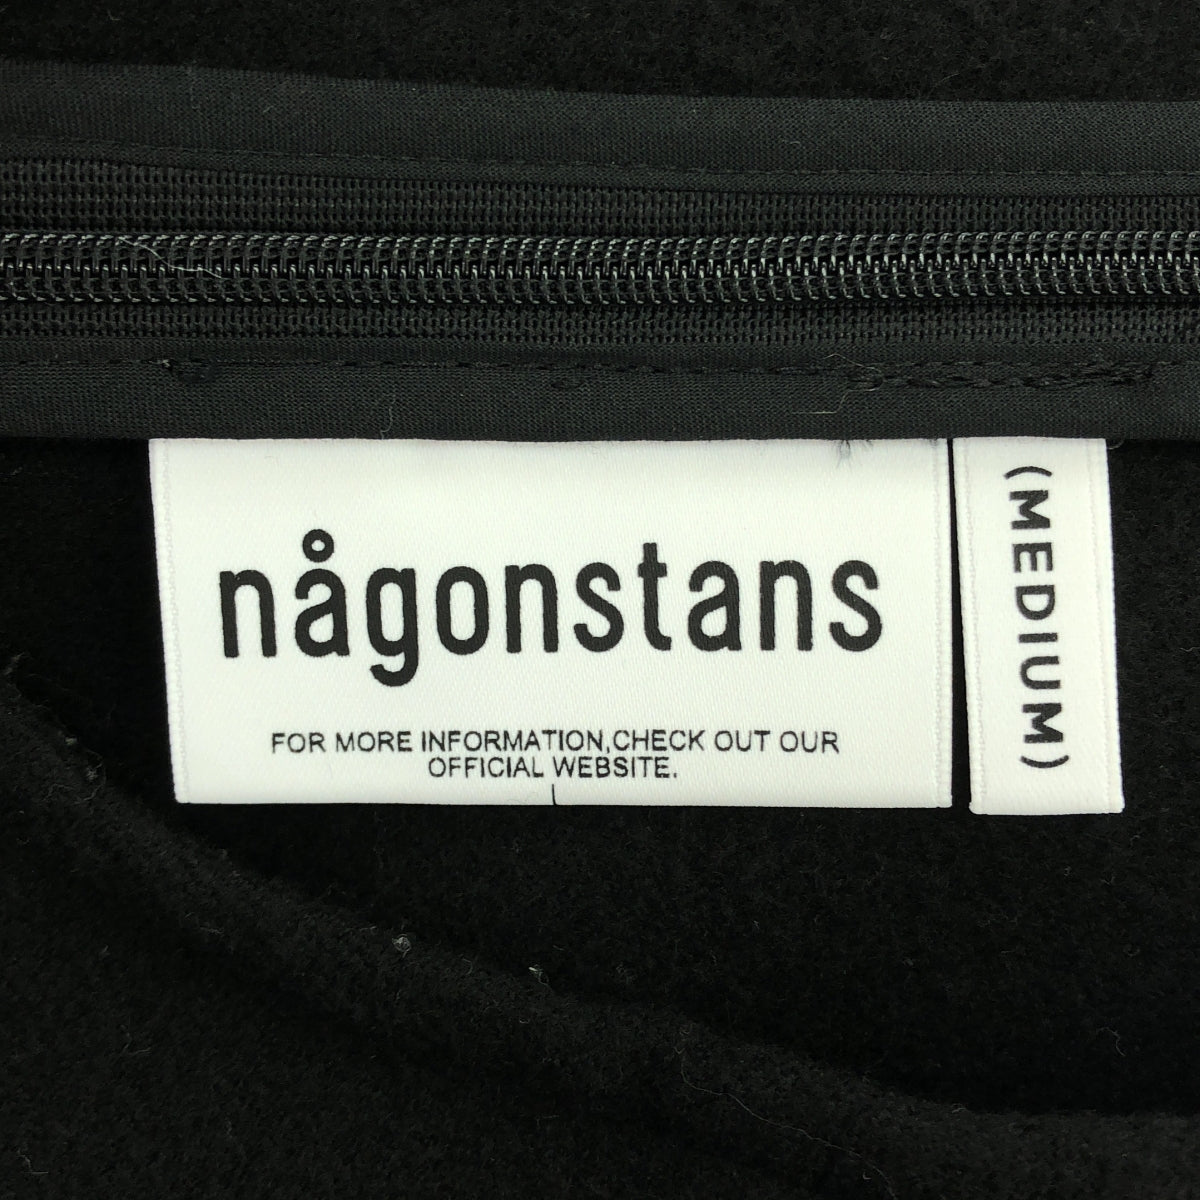 någonstans
FOR MORE INFORMATION,CHECK OUT OUR
OFFICIAL WEBSITE.
(MEDIUM)